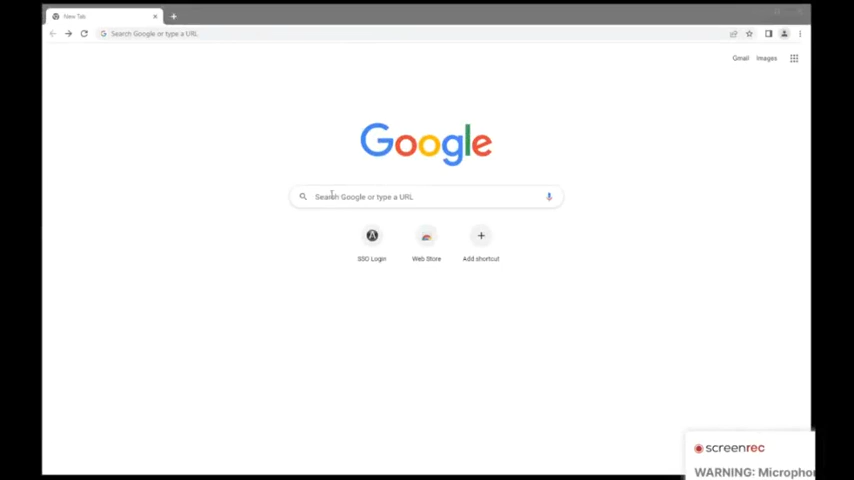 New Tab
Search Google or type a URL
Gmail Images
Google
Search Google or type a URL
SSO Login Web Store Add shortcut
screenrec
WARNING: Micropho